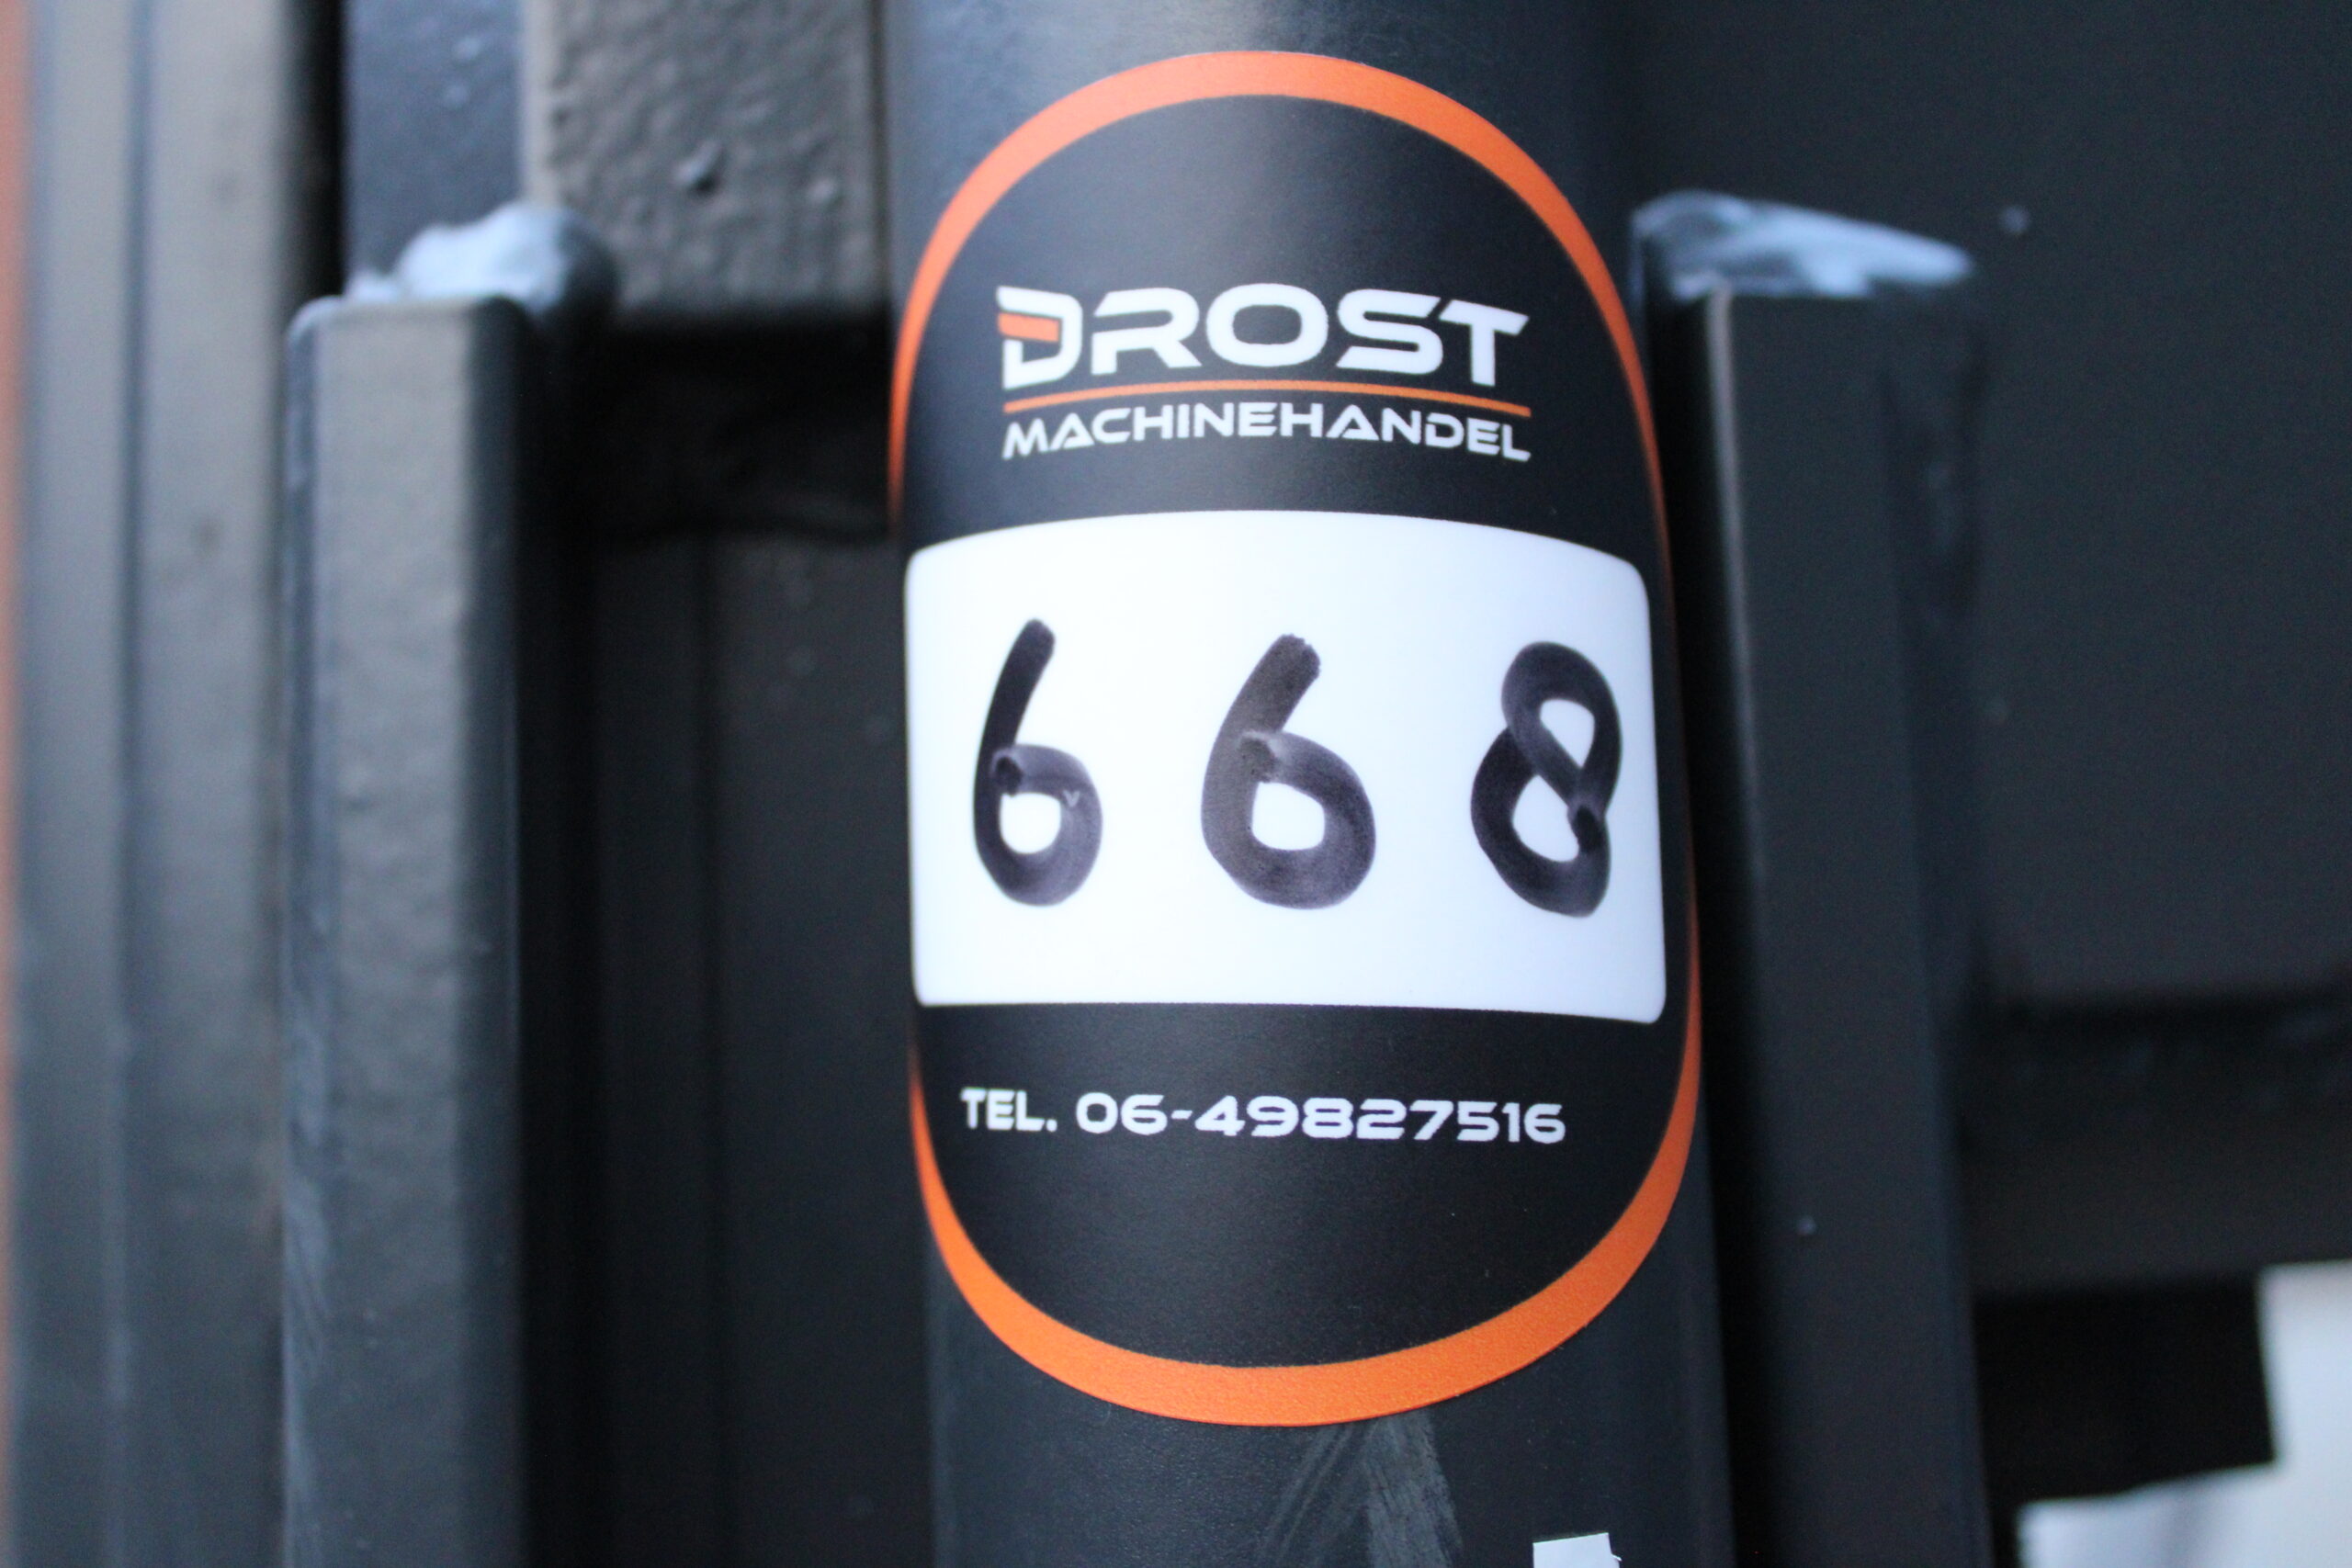 DROST
MACHINEHANDEL
668
TEL. 06-49827516